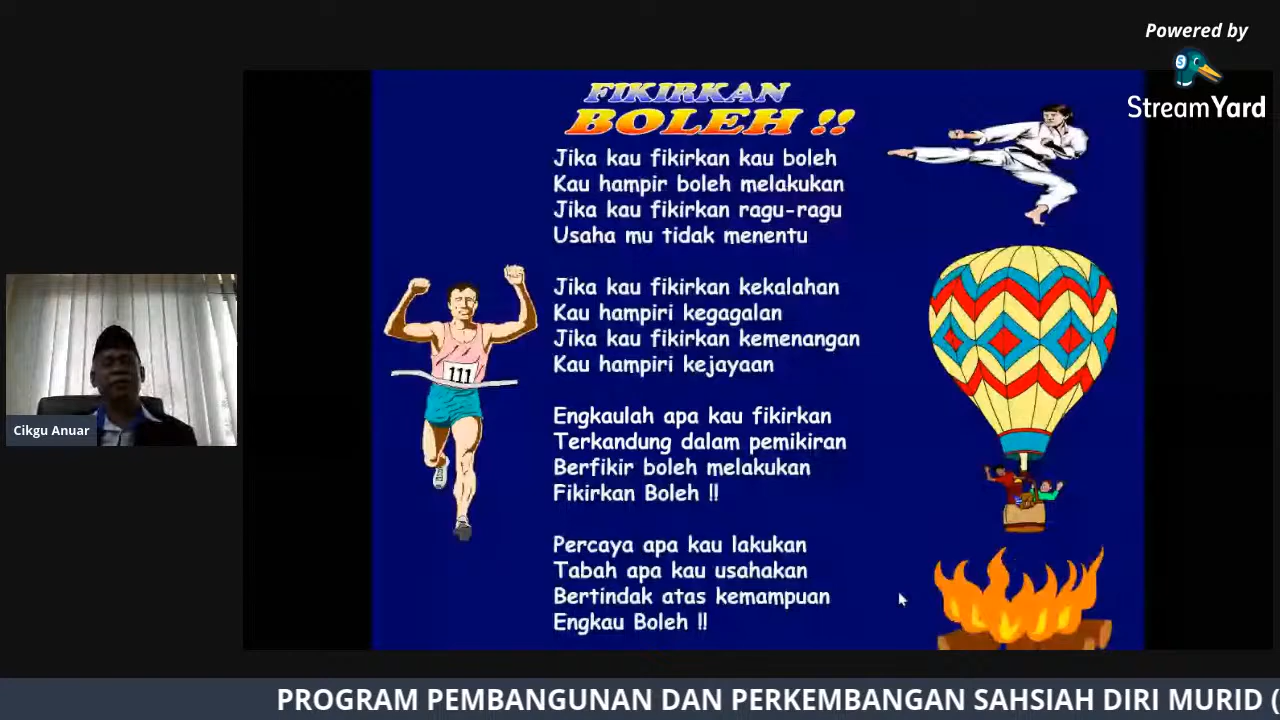 Powered by
StreamYard
FIKIRKAN
BOLEH !!
Jika kau fikirkan kau boleh
Kau hampir boleh melakukan
Jika kau fikirkan ragu-ragu
Usaha mu tidak menentu
Jika kau fikirkan kekalahan
Kau hampiri kegagalan
Jika kau fikirkan kemenangan
Kau hampiri kejayaan
Engkaulah apa kau fikirkan
Terkandung dalam pemikiran
Berfikir boleh melakukan
Fikirkan Boleh !!
Percaya apa kau lakukan
Tabah apa kau usahakan
Bertindak atas kemampuan
Engkau Boleh !!
111
Cikgu Anuar
PROGRAM PEMBANGUNAN DAN PERKEMBANGAN SAHSIAH DIRI MURID (